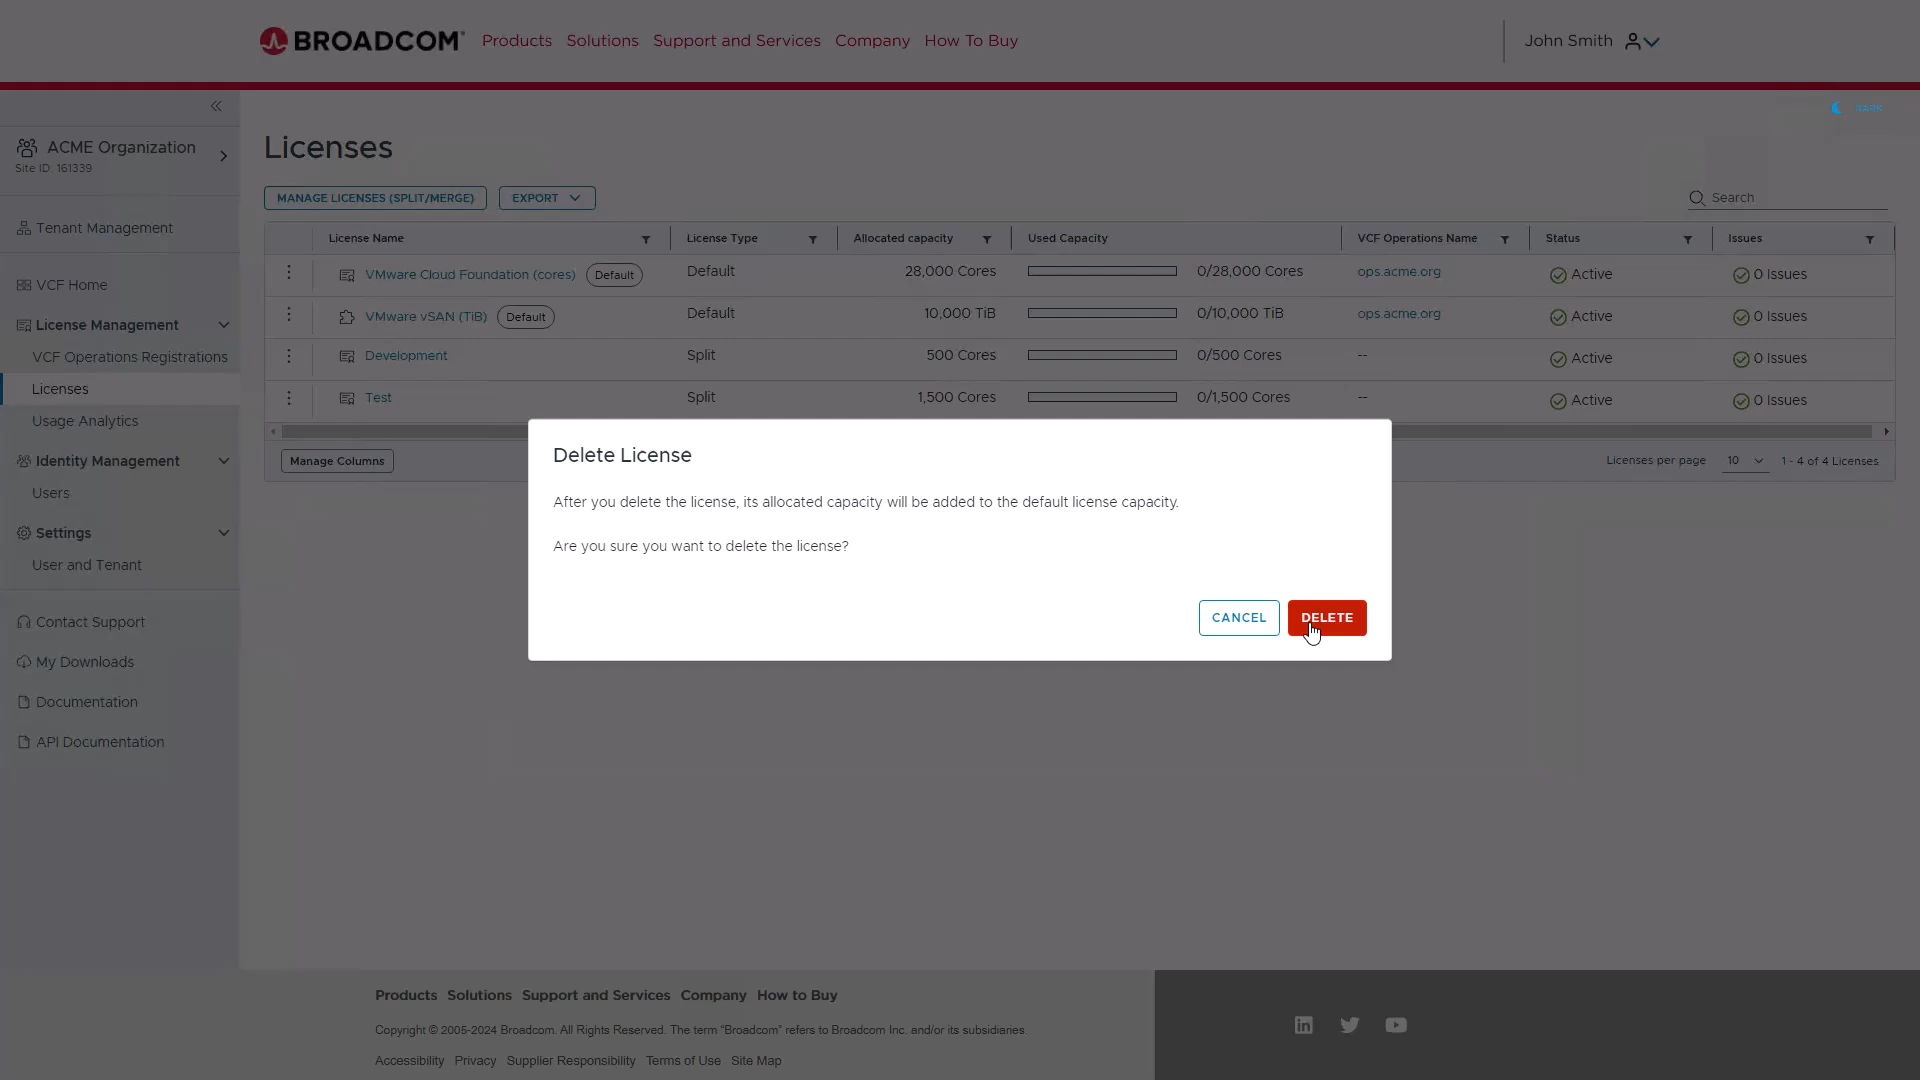 BROADCOM Products Solutions Support and Services Company How To Buy John Smith
DARK
ACME Organization
Site ID: 161339
Tenant Management
VCF Home
License Management
VCF Operations Registrations
Licenses
Usage Analytics
Identity Management
Users
Settings
User and Tenant
Contact Support
My Downloads
Documentation
API Documentation
Licenses
MANAGE LICENSES (SPLIT/MERGE) EXPORT Search
License Name License Type Allocated capacity Used Capacity VCF Operations Name Status Issues
VMware Cloud Foundation (cores) Default Default 28,000 Cores 0/28,000 Cores ops.acme.org Active 0 Issues
VMware vSAN (TiB) Default Default 10,000 TiB 0/10,000 TiB ops.acme.org Active 0 Issues
Development Split 500 Cores 0/500 Cores -- Active 0 Issues
Test Split 1,500 Cores 0/1,500 Cores -- Active 0 Issues
Manage Columns Licenses per page 10 1 - 4 of 4 Licenses
Delete License
After you delete the license, its allocated capacity will be added to the default license capacity.
Are you sure you want to delete the license?
CANCEL DELETE
Products Solutions Support and Services Company How to Buy
Copyright © 2005-2024 Broadcom. All Rights Reserved. The term "Broadcom" refers to Broadcom Inc. and/or its subsidiaries.
Accessibility Privacy Supplier Responsibility Terms of Use Site Map